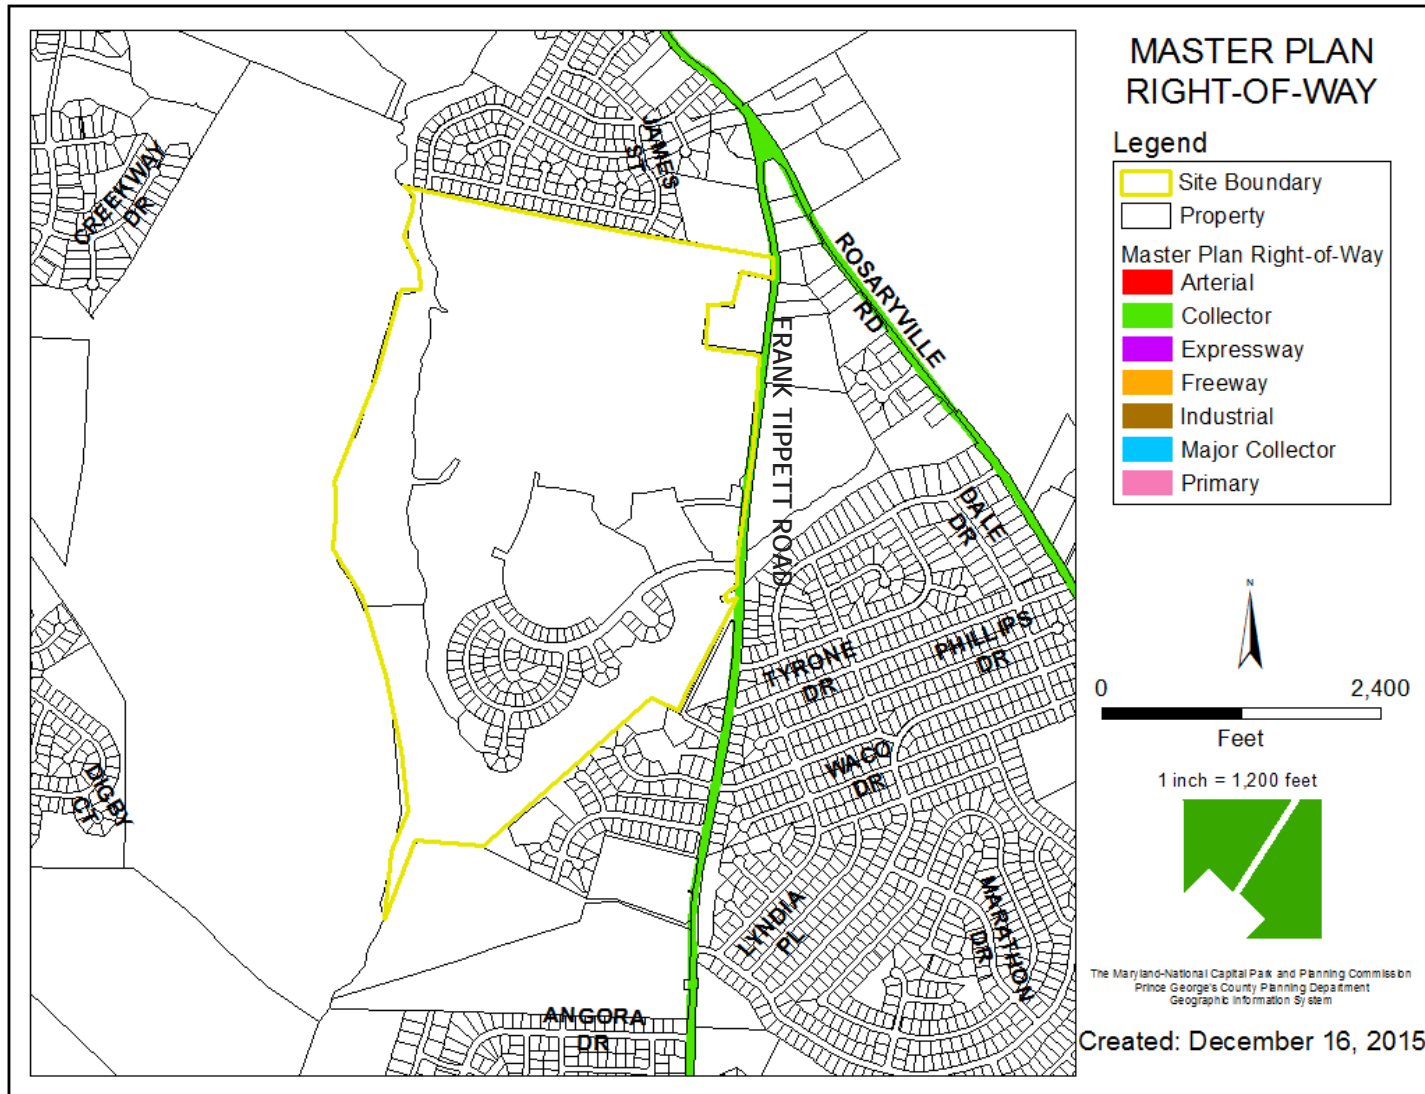 MASTER PLAN
RIGHT-OF-WAY
Legend
Site Boundary
Property
Master Plan Right-of-Way
Arterial
Collector
Expressway
Freeway
Industrial
Major Collector
Primary
N
0 2,400
Feet
1 inch = 1,200 feet
The Maryland-National Capital Park and Planning Commission
Prince George's County Planning Department
Geographic Information System
Created: December 16, 2015
CREEKWAY
DR
JAMES
ST
ROSARYVILLE
RD
FRANK TIPPETT ROAD
DALE
DR
TYRONE
DR
PHILLIPS
DR
WACO
DR
DIGBY
CT
LYNDIA
PL
MARATHON
DR
ANGORA
DR